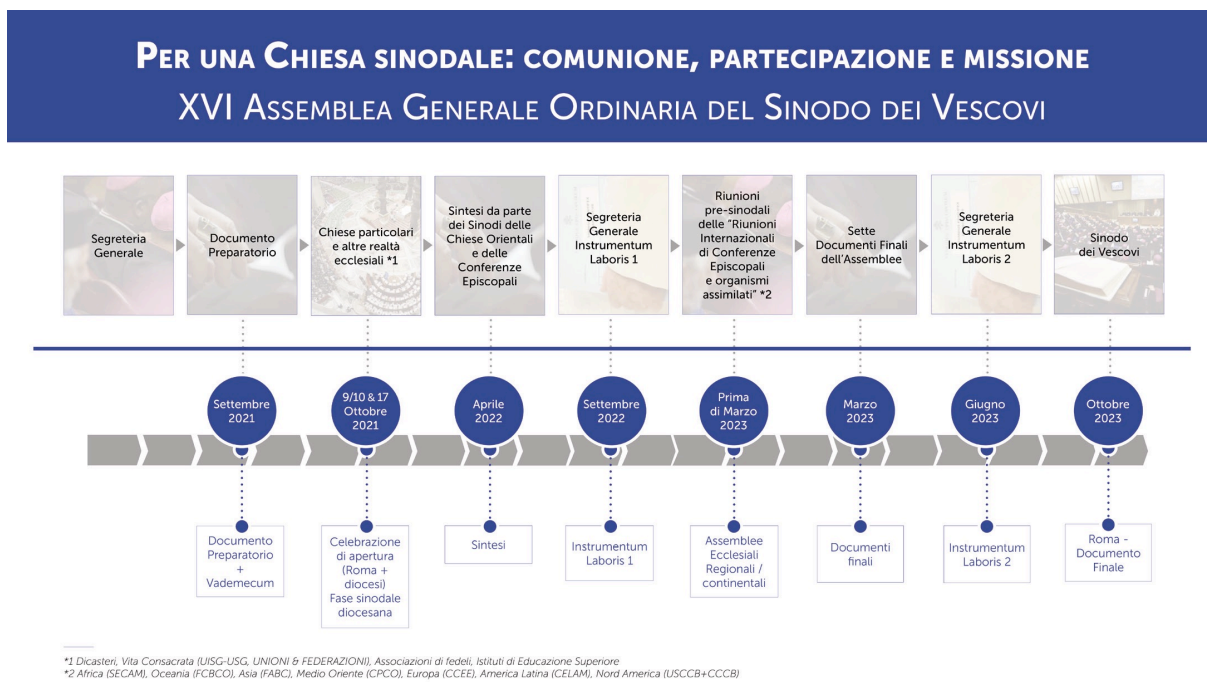 PER UNA CHIESA SINODALE: COMUNIONE, PARTECIPAZIONE E MISSIONE
XVI ASSEMBLEA GENERALE ORDINARIA DEL SINODO DEI VESCOVI
Segreteria
Generale
Documento
Preparatorio
Chiese particolari
e altre realtà
ecclesiali *1
Sintesi da parte
dei Sinodi delle
Chiese Orientali
e delle
Conferenze
Episcopali
Segreteria
Generale
Instrumentum
Laboris 1
Riunioni
pre-sinodali
delle “Riunioni
Internazionali
di Conferenze
Episcopali
e organismi
assimilati” *2
Sette
Documenti Finali
dell’Assemblee
Segreteria
Generale
Instrumentum
Laboris 2
Sinodo
dei Vescovi
Settembre
2021
9/10 & 17
Ottobre
2021
Aprile
2022
Settembre
2022
Prima
di Marzo
2023
Marzo
2023
Giugno
2023
Ottobre
2023
Documento
Preparatorio
+
Vademecum
Celebrazione
di apertura
(Roma +
diocesi)
Fase sinodale
diocesana
Sintesi
Instrumentum
Laboris 1
Assemblee
Ecclesiali
Regionali /
continentali
Documenti
finali
Instrumentum
Laboris 2
Roma -
Documento
Finale
*1 Dicasteri, Vita Consacrata (UISG-USG, UNIONI & FEDERAZIONI), Associazioni di fedeli, Istituti di Educazione Superiore
*2 Africa (SECAM), Oceania (FCBCO), Asia (FABC), Medio Oriente (CPCO), Europa (CCEE), America Latina (CELAM), Nord America (USCCB+CCCB)